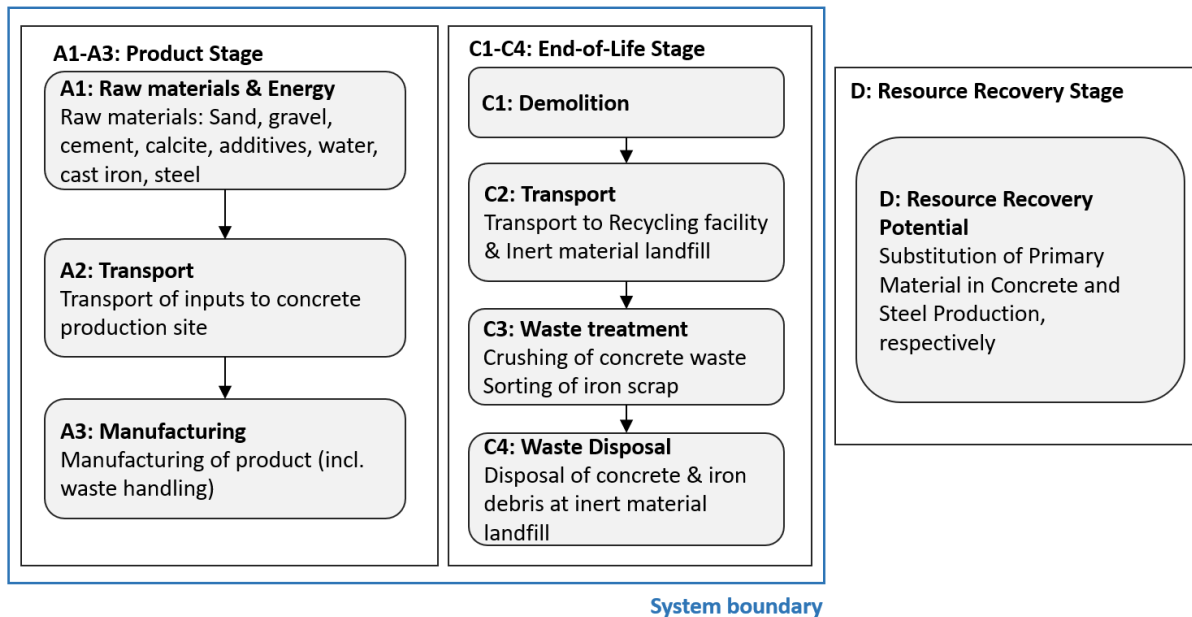 A1-A3: Product Stage
A1: Raw materials & Energy
Raw materials: Sand, gravel,
cement, calcite, additives, water,
cast iron, steel
A2: Transport
Transport of inputs to concrete
production site
A3: Manufacturing
Manufacturing of product (incl.
waste handling)
C1-C4: End-of-Life Stage
C1: Demolition
C2: Transport
Transport to Recycling facility
& Inert material landfill
C3: Waste treatment
Crushing of concrete waste
Sorting of iron scrap
C4: Waste Disposal
Disposal of concrete & iron
debris at inert material
landfill
D: Resource Recovery Stage
D: Resource Recovery
Potential
Substitution of Primary
Material in Concrete and
Steel Production,
respectively
System boundary